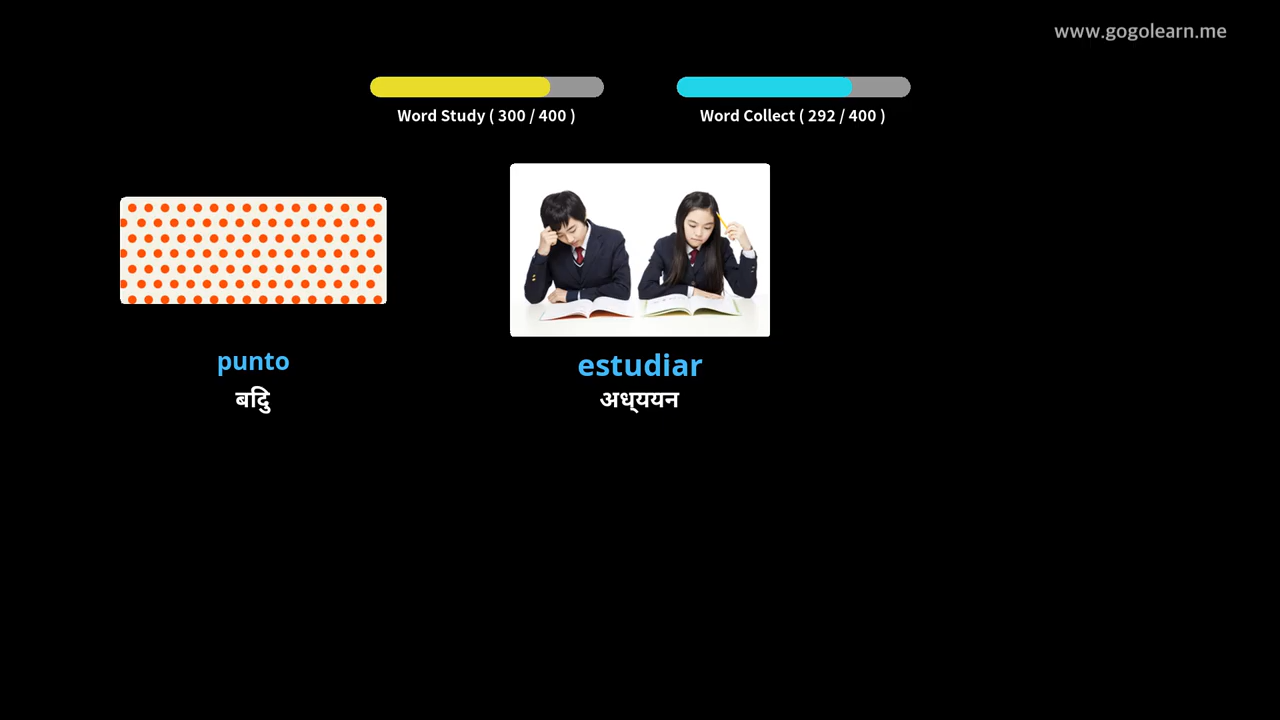 www.gogolearn.me
Word Study ( 300 / 400 )
Word Collect ( 292 / 400 )
punto
बिंदु
estudiar
अध्ययन